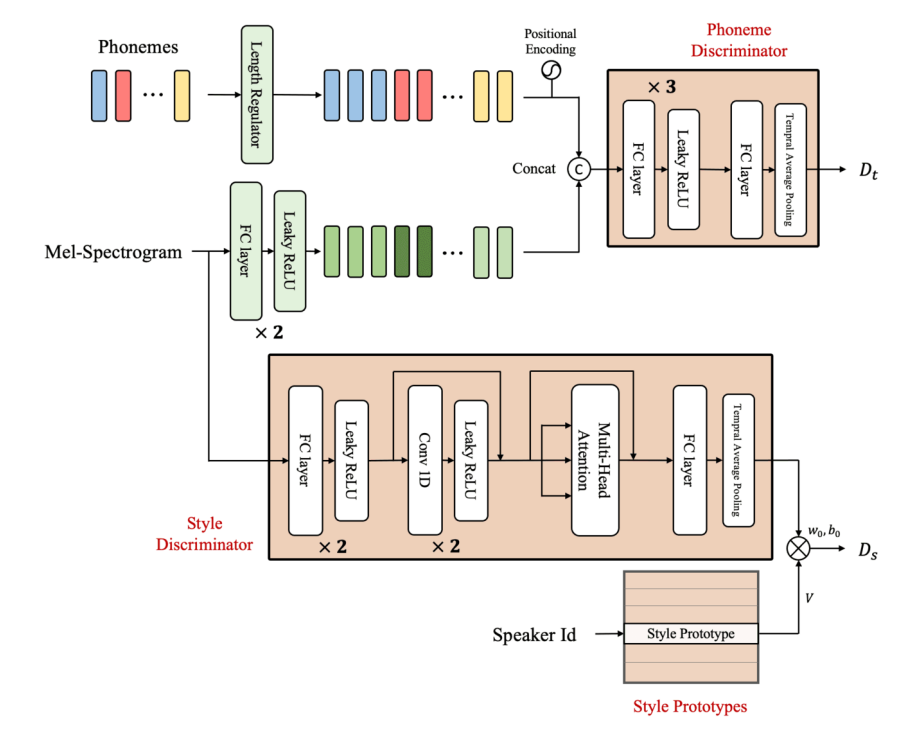 Phonemes
Length Regulator
Positional
Encoding
Phoneme
Discriminator
× 3
FC layer
Leaky ReLU
FC layer
Tempral Average Pooling
D_t
Concat
C
Mel-Spectrogram
FC layer
Leaky ReLU
× 2
FC layer
Leaky ReLU
× 2
Conv 1D
Leaky ReLU
× 2
Multi-Head
Attention
FC layer
Tempral Average Pooling
Style
Discriminator
w_0, b_0
D_s
V
Speaker Id
Style Prototype
Style Prototypes